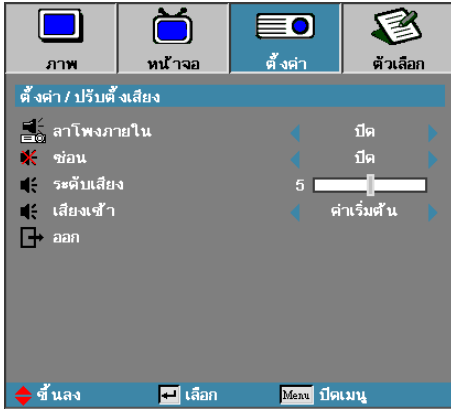 ภาพ
หน้าจอ
ตั้งค่า
ตัวเลือก
ตั้งค่า / ปรับตั้งเสียง
ลาโพงภายใน
ปิด
ซ่อน
ปิด
ระดับเสียง
5
เสียงเข้า
ค่าเริ่มต้น
ออก
ขึ้นลง
เลือก
Menu ปิดเมนู